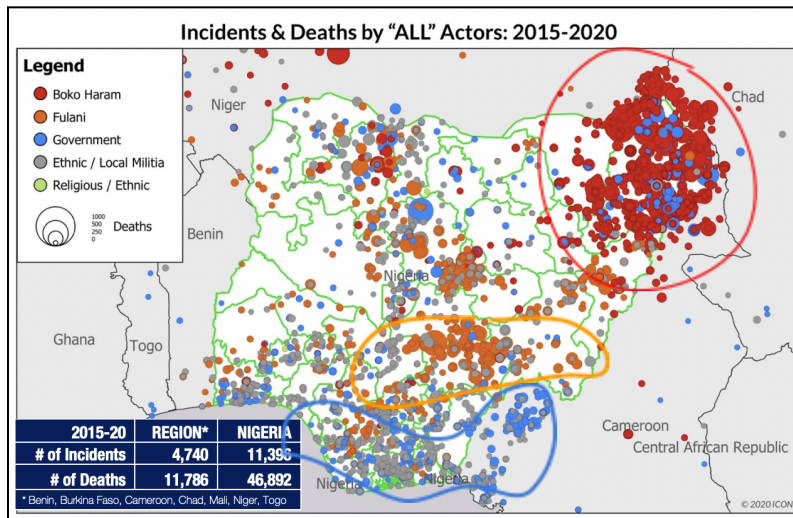 Incidents & Deaths by “ALL” Actors: 2015-2020
Legend
Boko Haram
Fulani
Government
Ethnic / Local Militia
Religious / Ethnic
1000
500
250
0
Deaths
Niger
Chad
Benin
Nigeria
Ghana
Togo
Cameroon
Central African Republic
Nigeria
Nigeria
2015-20 REGION* NIGERIA
# of Incidents 4,740 11,396
# of Deaths 11,786 46,892
* Benin, Burkina Faso, Cameroon, Chad, Mali, Niger, Togo
© 2020 ICON